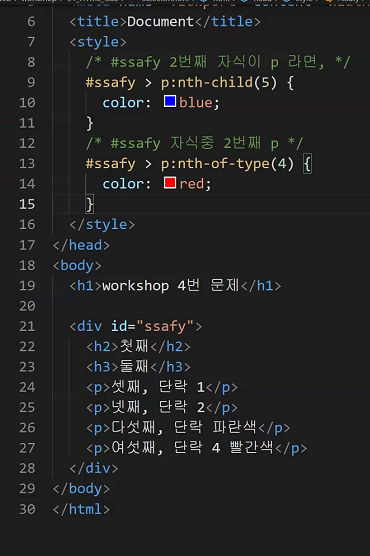 6 <title>Document</title>
7 <style>
8 /* #ssafy 2번째 자식이 p 라면, */
9 #ssafy > p:nth-child(5) {
10 color: blue;
11 }
12 /* #ssafy 자식중 2번째 p */
13 #ssafy > p:nth-of-type(4) {
14 color: red;
15 }
16 </style>
17 </head>
18 <body>
19 <h1>workshop 4번 문제</h1>
20
21 <div id="ssafy">
22 <h2>첫째</h2>
23 <h3>둘째</h3>
24 <p>셋째, 단락 1</p>
25 <p>넷째, 단락 2</p>
26 <p>다섯째, 단락 파란색</p>
27 <p>여섯째, 단락 4 빨간색</p>
28 </div>
29 </body>
30 </html>